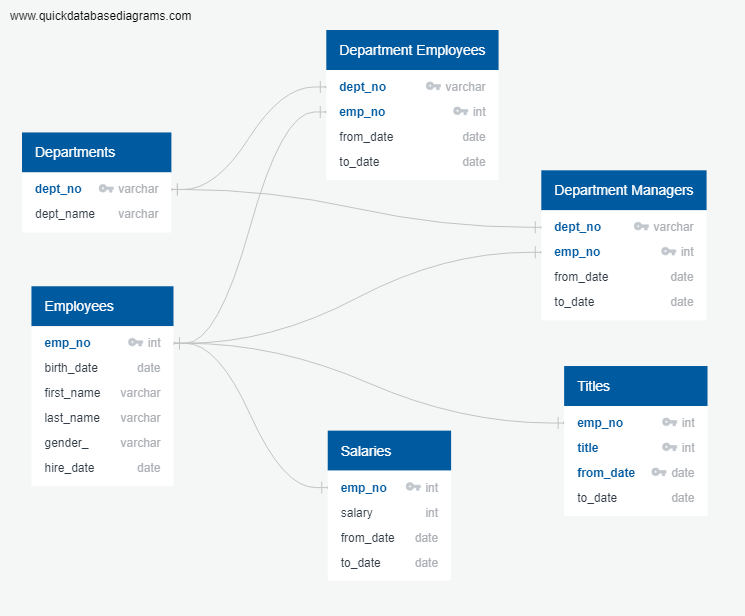 www.quickdatabasediagrams.com
Department Employees
dept_no varchar
emp_no int
from_date date
to_date date
Departments
dept_no varchar
dept_name varchar
Department Managers
dept_no varchar
emp_no int
from_date date
to_date date
Employees
emp_no int
birth_date date
first_name varchar
last_name varchar
gender_ varchar
hire_date date
Titles
emp_no int
title int
from_date date
to_date date
Salaries
emp_no int
salary int
from_date date
to_date date